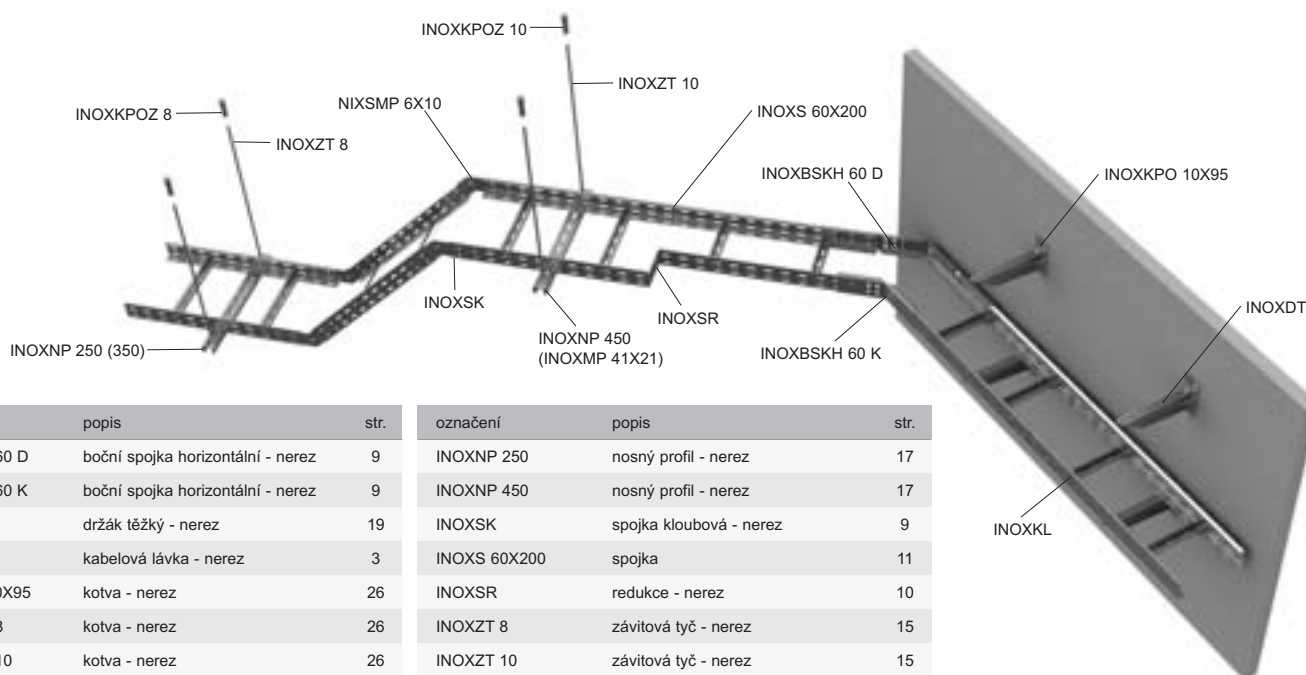 INOXKPOZ 10
INOXZT 10
NIXSMP 6X10
INOXKPOZ 8
INOXZT 8
INOXS 60X200
INOXBSKH 60 D
INOXKPO 10X95
INOXSK
INOXSR
INOXDT
INOXNP 250 (350)
INOXNP 450
(INOXMP 41X21)
INOXBSKH 60 K
INOXKL
popis str.
60 D boční spojka horizontální - nerez 9
60 K boční spojka horizontální - nerez 9
držák těžký - nerez 19
kabelová lávka - nerez 3
0X95 kotva - nerez 26
8 kotva - nerez 26
10 kotva - nerez 26
označení popis str.
INOXNP 250 nosný profil - nerez 17
INOXNP 450 nosný profil - nerez 17
INOXSK spojka kloubová - nerez 9
INOXS 60X200 spojka 11
INOXSR redukce - nerez 10
INOXZT 8 závitová tyč - nerez 15
INOXZT 10 závitová tyč - nerez 15